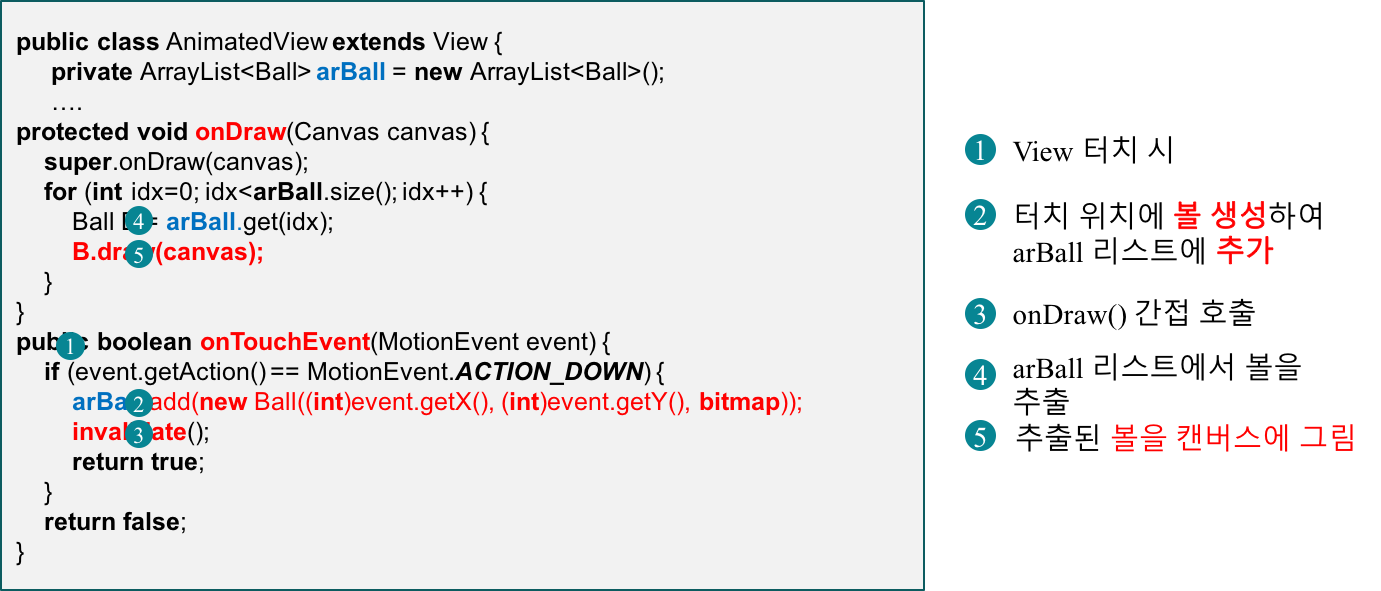 public class AnimatedView extends View {
private ArrayList<Ball> arBall = new ArrayList<Ball>();
….
protected void onDraw(Canvas canvas) {
super.onDraw(canvas);
for (int idx=0; idx<arBall.size(); idx++) {
Ball B 4 = arBall.get(idx);
B.draw 5 (canvas);
}
}
public 1 boolean onTouchEvent(MotionEvent event) {
if (event.getAction() == MotionEvent.ACTION_DOWN) {
arBall. 2 add(new Ball((int)event.getX(), (int)event.getY(), bitmap));
invalidate 3 ();
return true;
}
return false;
}
1 View 터치 시
2 터치 위치에 볼 생성하여
arBall 리스트에 추가
3 onDraw() 간접 호출
4 arBall 리스트에서 볼을
추출
5 추출된 볼을 캔버스에 그림